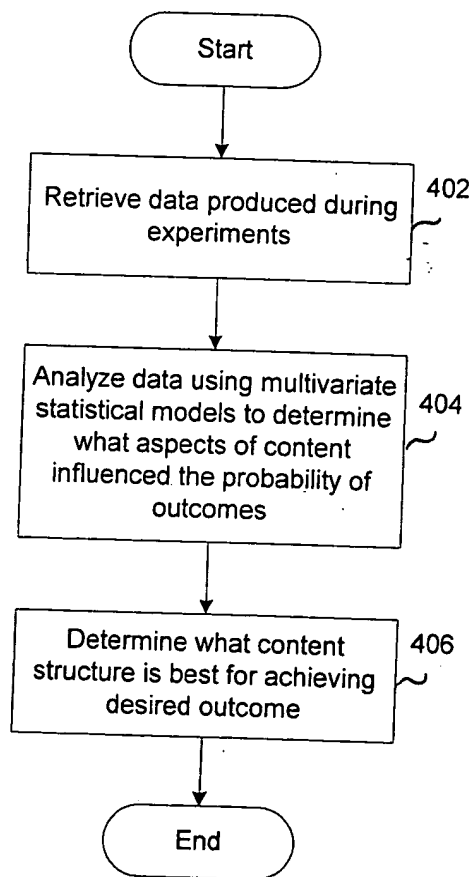 Start
Retrieve data produced during
experiments
402
Analyze data using multivariate
statistical models to determine
what aspects of content
influenced the probability of
outcomes
404
Determine what content
structure is best for achieving
desired outcome
406
End